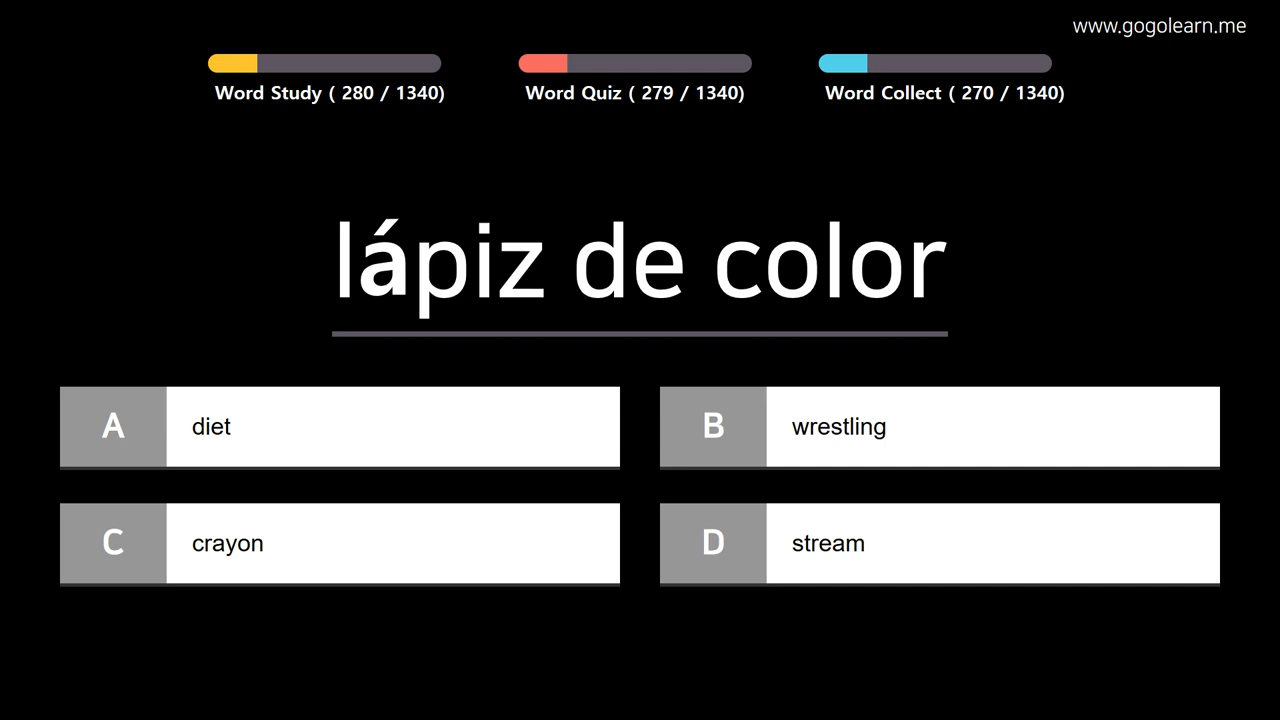 www.gogolearn.me
Word Study ( 280 / 1340)
Word Quiz ( 279 / 1340)
Word Collect ( 270 / 1340)
lápiz de color
A diet
B wrestling
C crayon
D stream